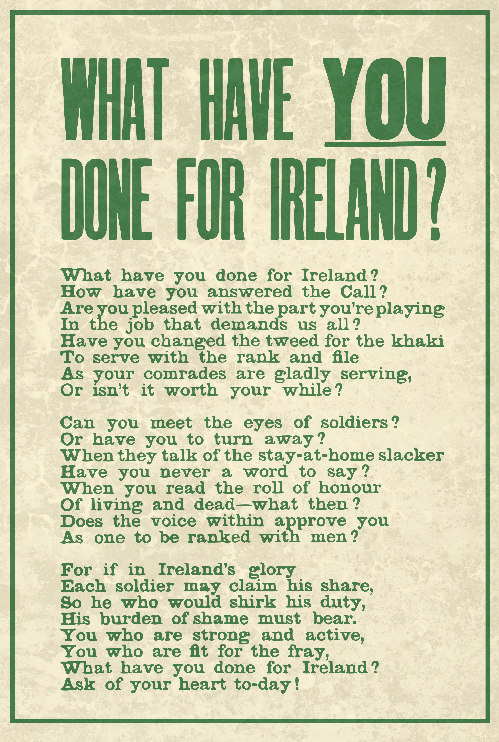 WHAT HAVE YOU
DONE FOR IRELAND?
What have you done for Ireland?
How have you answered the Call?
Are you pleased with the part you're playing
In the job that demands us all?
Have you changed the tweed for the khaki
To serve with the rank and file
As your comrades are gladly serving,
Or isn't it worth your while?
Can you meet the eyes of soldiers?
Or have you to turn away?
When they talk of the stay-at-home slacker
Have you never a word to say?
When you read the roll of honour
Of living and dead—what then?
Does the voice within approve you
As one to be ranked with men?
For if in Ireland's glory
Each soldier may claim his share,
So he who would shirk his duty,
His burden of shame must bear.
You who are strong and active,
You who are fit for the fray,
What have you done for Ireland?
Ask of your heart to-day!